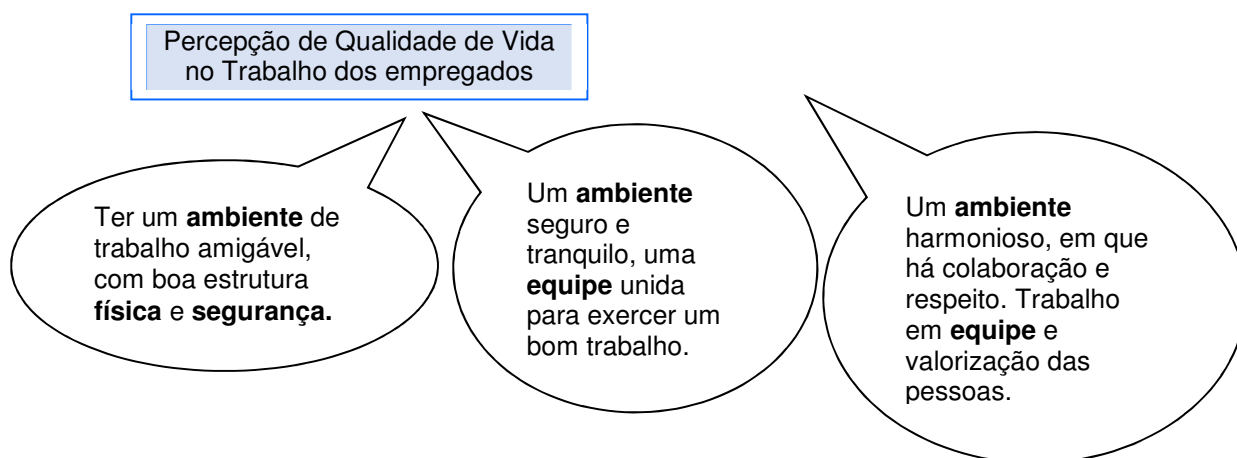 Percepção de Qualidade de Vida
no Trabalho dos empregados
Ter um ambiente de
trabalho amigável,
com boa estrutura
física e segurança.
Um ambiente
seguro e
tranquilo, uma
equipe unida
para exercer um
bom trabalho.
Um ambiente
harmonioso, em que
há colaboração e
respeito. Trabalho
em equipe e
valorização das
pessoas.